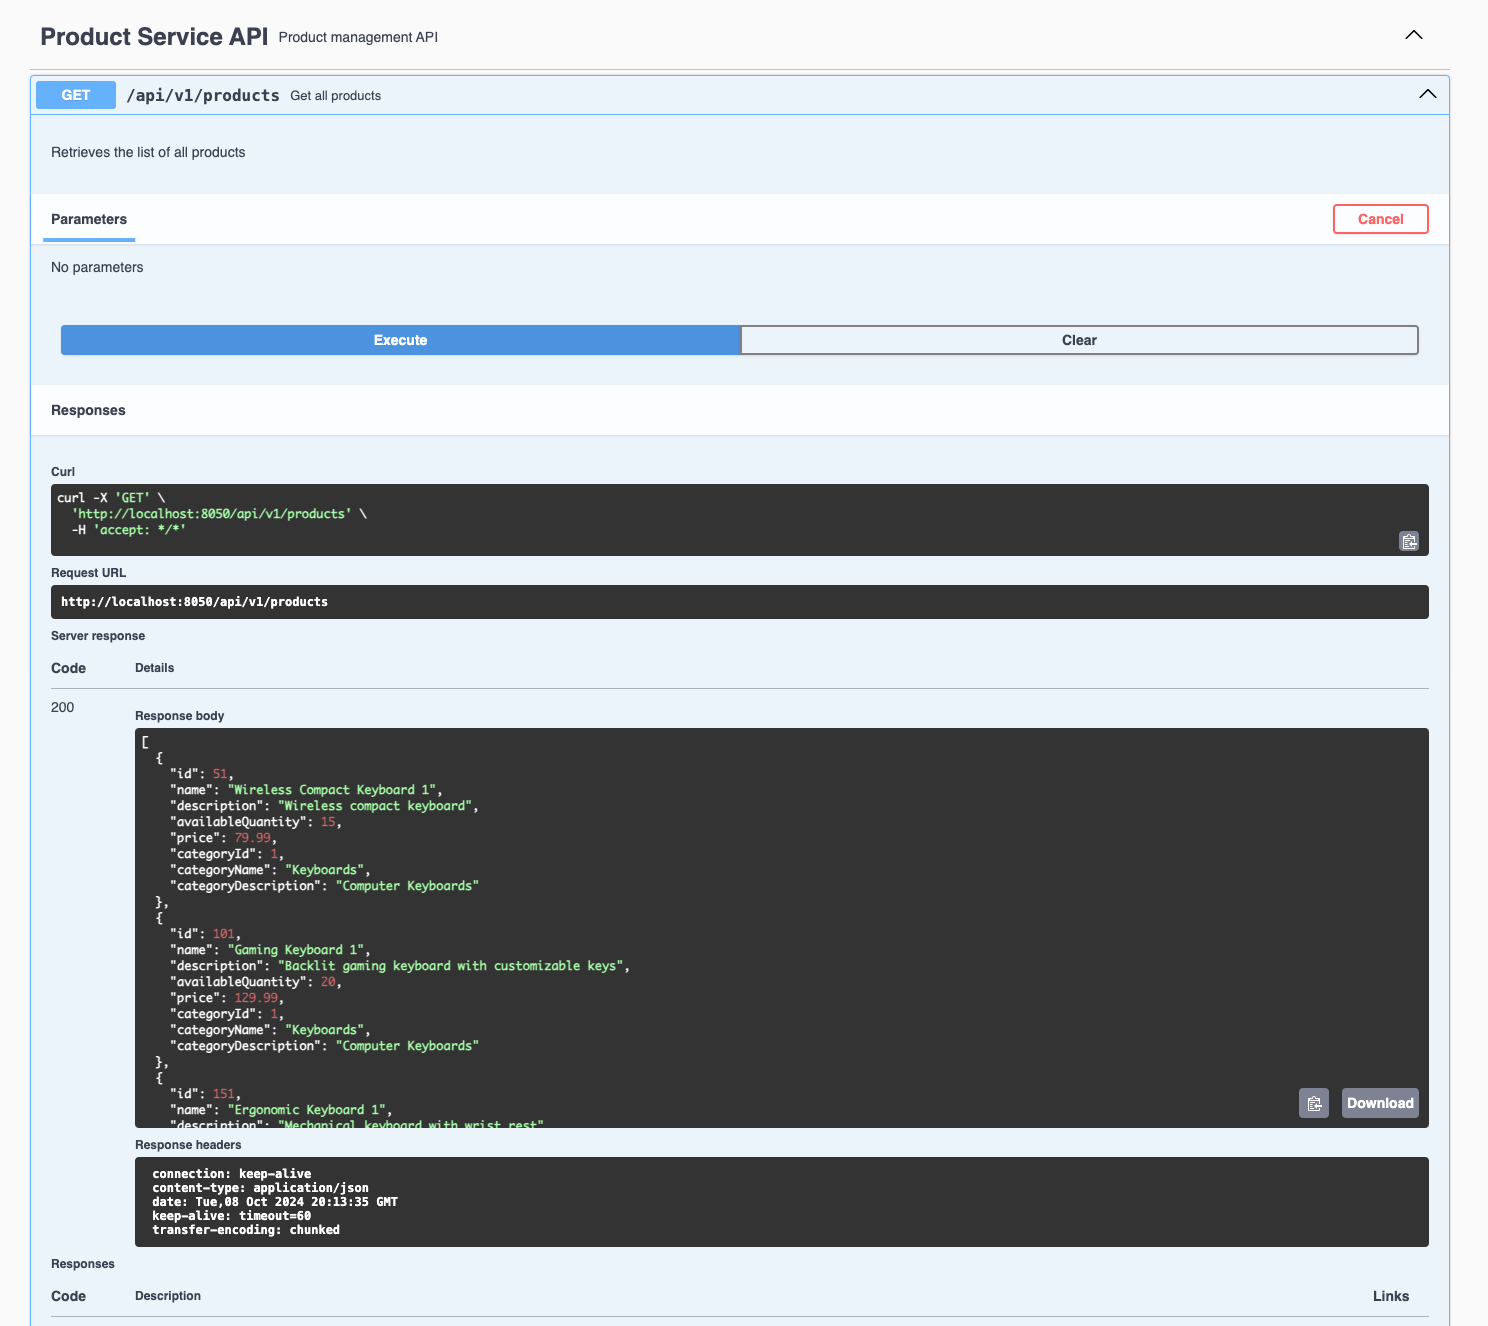 Product Service API Product management API
GET /api/v1/products Get all products
Retrieves the list of all products
Parameters Cancel
No parameters
Execute Clear
Responses
Curl
curl -X 'GET' \
  'http://localhost:8050/api/v1/products' \
  -H 'accept: */*'
Request URL
http://localhost:8050/api/v1/products
Server response
Code Details
200
Response body
[
  {
    "id": 51,
    "name": "Wireless Compact Keyboard 1",
    "description": "Wireless compact keyboard",
    "availableQuantity": 15,
    "price": 79.99,
    "categoryId": 1,
    "categoryName": "Keyboards",
    "categoryDescription": "Computer Keyboards"
  },
  {
    "id": 101,
    "name": "Gaming Keyboard 1",
    "description": "Backlit gaming keyboard with customizable keys",
    "availableQuantity": 20,
    "price": 129.99,
    "categoryId": 1,
    "categoryName": "Keyboards",
    "categoryDescription": "Computer Keyboards"
  },
  {
    "id": 151,
    "name": "Ergonomic Keyboard 1",
    "description": "Mechanical keyboard with wrist rest"
Download
Response headers
connection: keep-alive
content-type: application/json
date: Tue,08 Oct 2024 20:13:35 GMT
keep-alive: timeout=60
transfer-encoding: chunked
Responses
Code Description Links